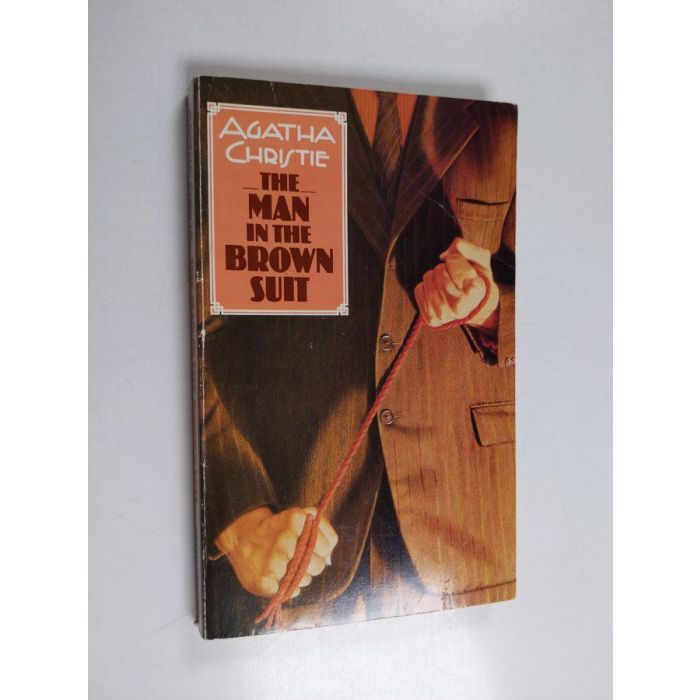 AGATHA
CHRISTIE
THE
MAN
IN THE
BROWN
SUIT